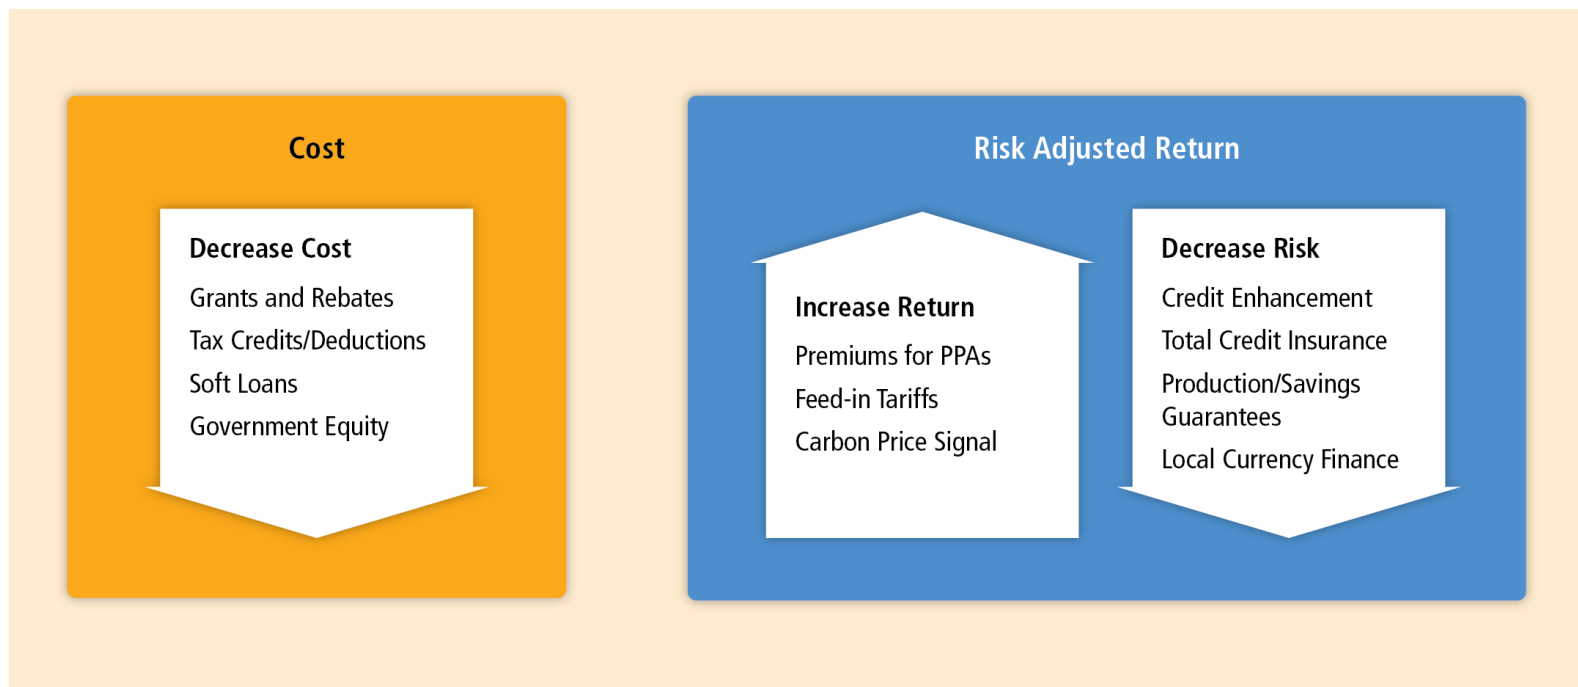 Cost
Decrease Cost
Grants and Rebates
Tax Credits/Deductions
Soft Loans
Government Equity
Risk Adjusted Return
Increase Return
Premiums for PPAs
Feed-in Tariffs
Carbon Price Signal
Decrease Risk
Credit Enhancement
Total Credit Insurance
Production/Savings
Guarantees
Local Currency Finance